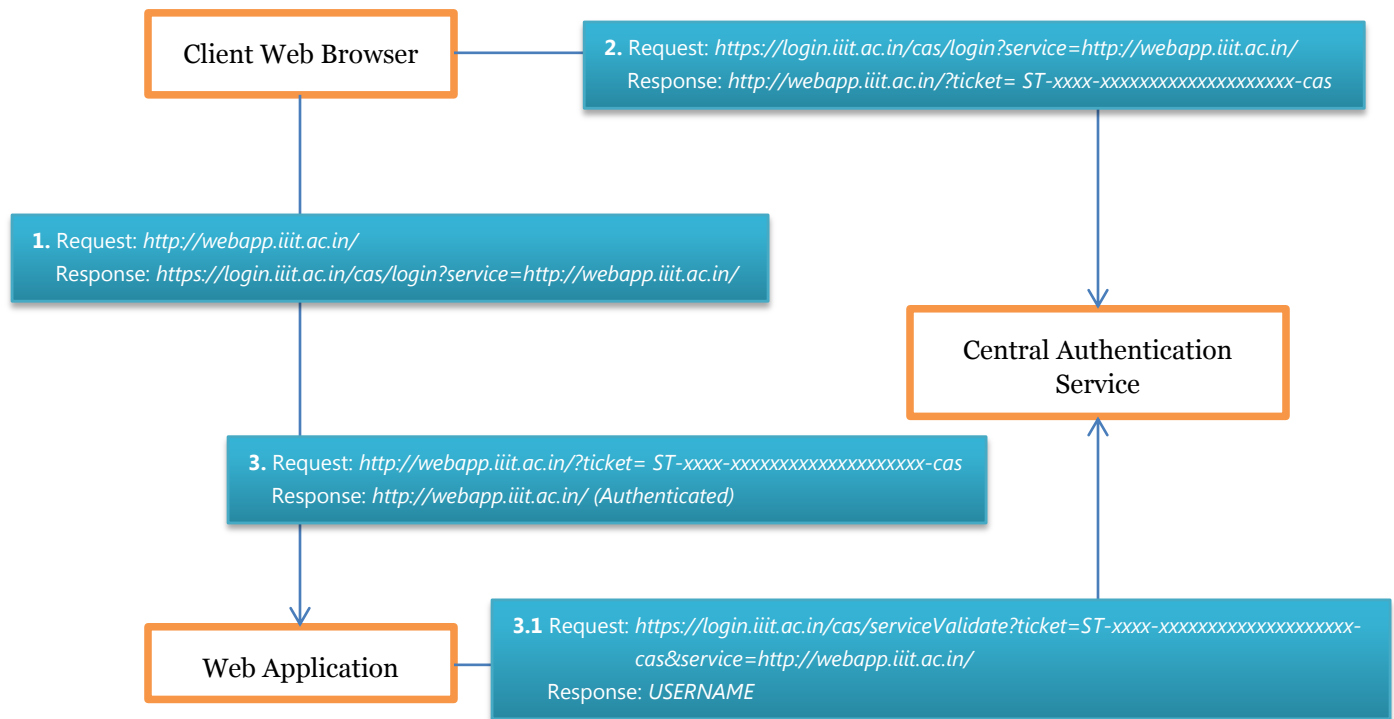 Client Web Browser
2. Request: https://login.iiit.ac.in/cas/login?service=http://webapp.iiit.ac.in/
Response: http://webapp.iiit.ac.in/?ticket= ST-xxxx-xxxxxxxxxxxxxxxxxxxx-cas
1. Request: http://webapp.iiit.ac.in/
Response: https://login.iiit.ac.in/cas/login?service=http://webapp.iiit.ac.in/
Central Authentication
Service
3. Request: http://webapp.iiit.ac.in/?ticket= ST-xxxx-xxxxxxxxxxxxxxxxxxxx-cas
Response: http://webapp.iiit.ac.in/ (Authenticated)
Web Application
3.1 Request: https://login.iiit.ac.in/cas/serviceValidate?ticket=ST-xxxx-xxxxxxxxxxxxxxxxxxxx-
cas&service=http://webapp.iiit.ac.in/
Response: USERNAME